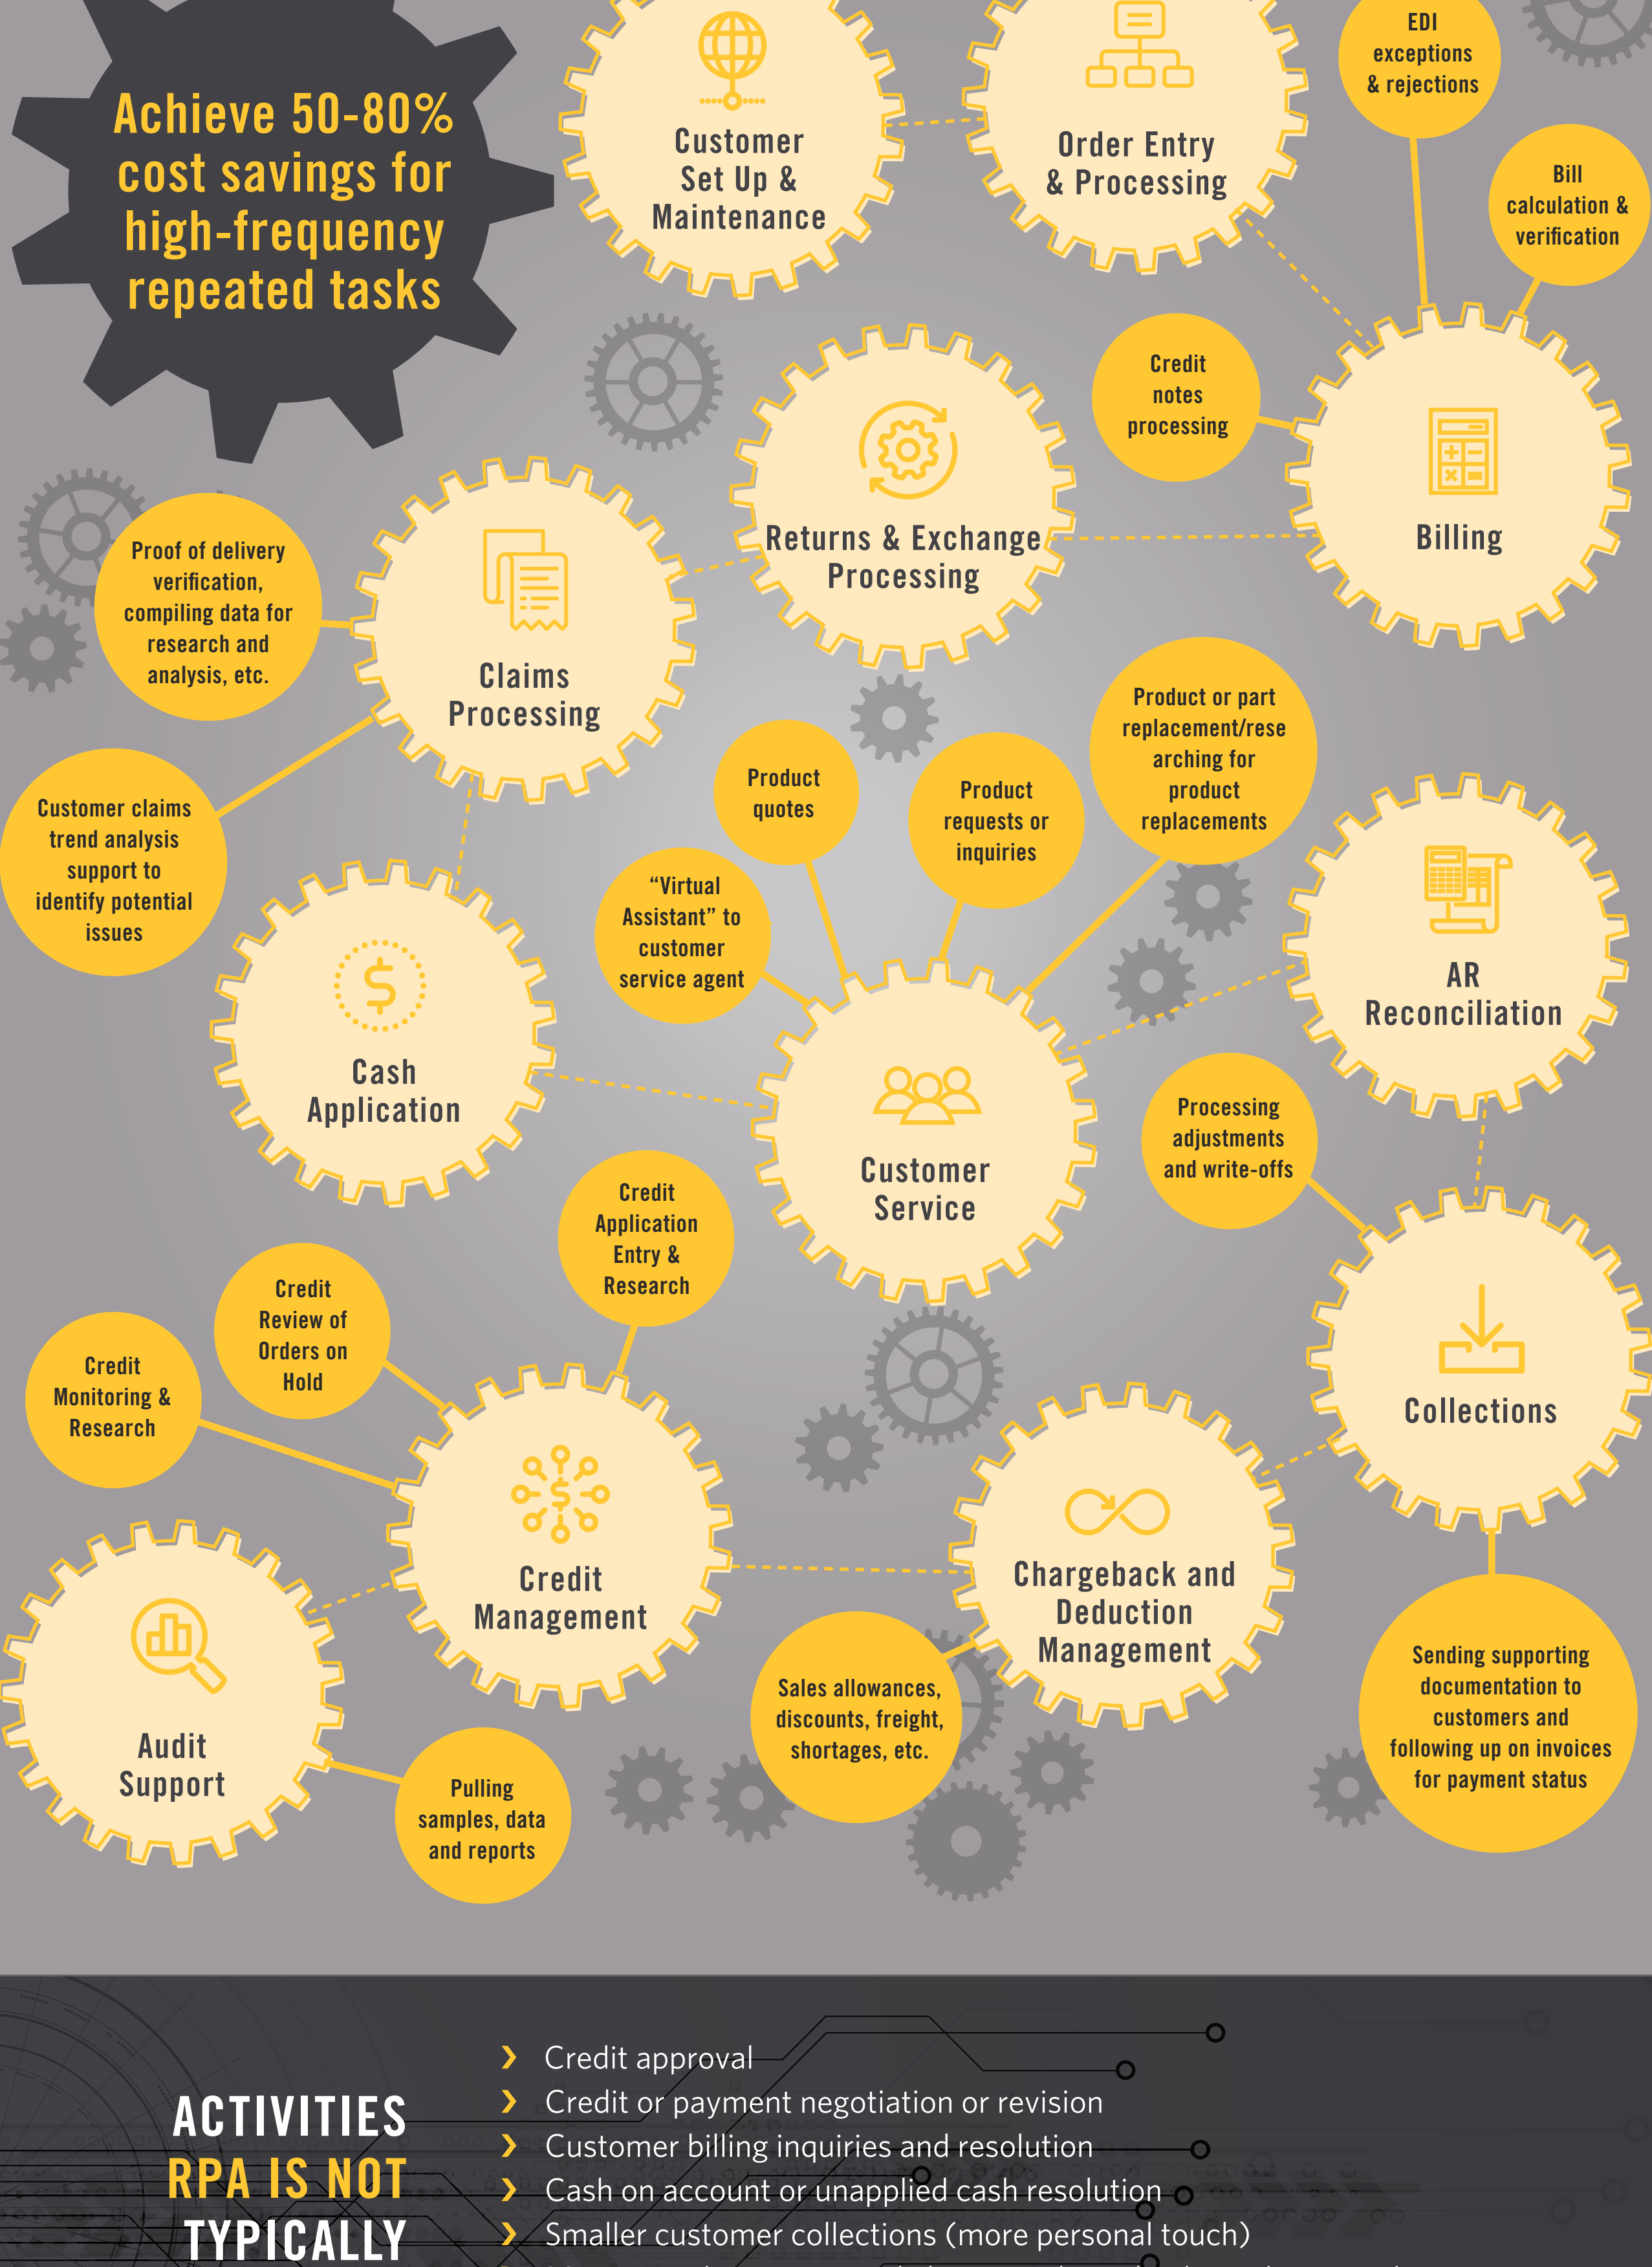 Achieve 50-80%
cost savings for
high-frequency
repeated tasks
Customer
Set Up &
Maintenance
Order Entry
& Processing
EDI
exceptions
& rejections
Bill
calculation &
verification
Credit
notes
processing
Billing
Returns & Exchange
Processing
Claims
Processing
Proof of delivery
verification,
compiling data for
research and
analysis, etc.
Customer claims
trend analysis
support to
identify potential
issues
Cash
Application
“Virtual
Assistant” to
customer
service agent
Product
quotes
Product
requests or
inquiries
Product or part
replacement/rese
arching for
product
replacements
Customer
Service
AR
Reconciliation
Processing
adjustments
and write-offs
Collections
Sending supporting
documentation to
customers and
following up on invoices
for payment status
Chargeback and
Deduction
Management
Sales allowances,
discounts, freight,
shortages, etc.
Credit
Application
Entry &
Research
Credit
Review of
Orders on
Hold
Credit
Monitoring &
Research
Credit
Management
Audit
Support
Pulling
samples, data
and reports
ACTIVITIES
RPA IS NOT
TYPICALLY
› Credit approval
› Credit or payment negotiation or revision
› Customer billing inquiries and resolution
› Cash on account or unapplied cash resolution
› Smaller customer collections (more personal touch)